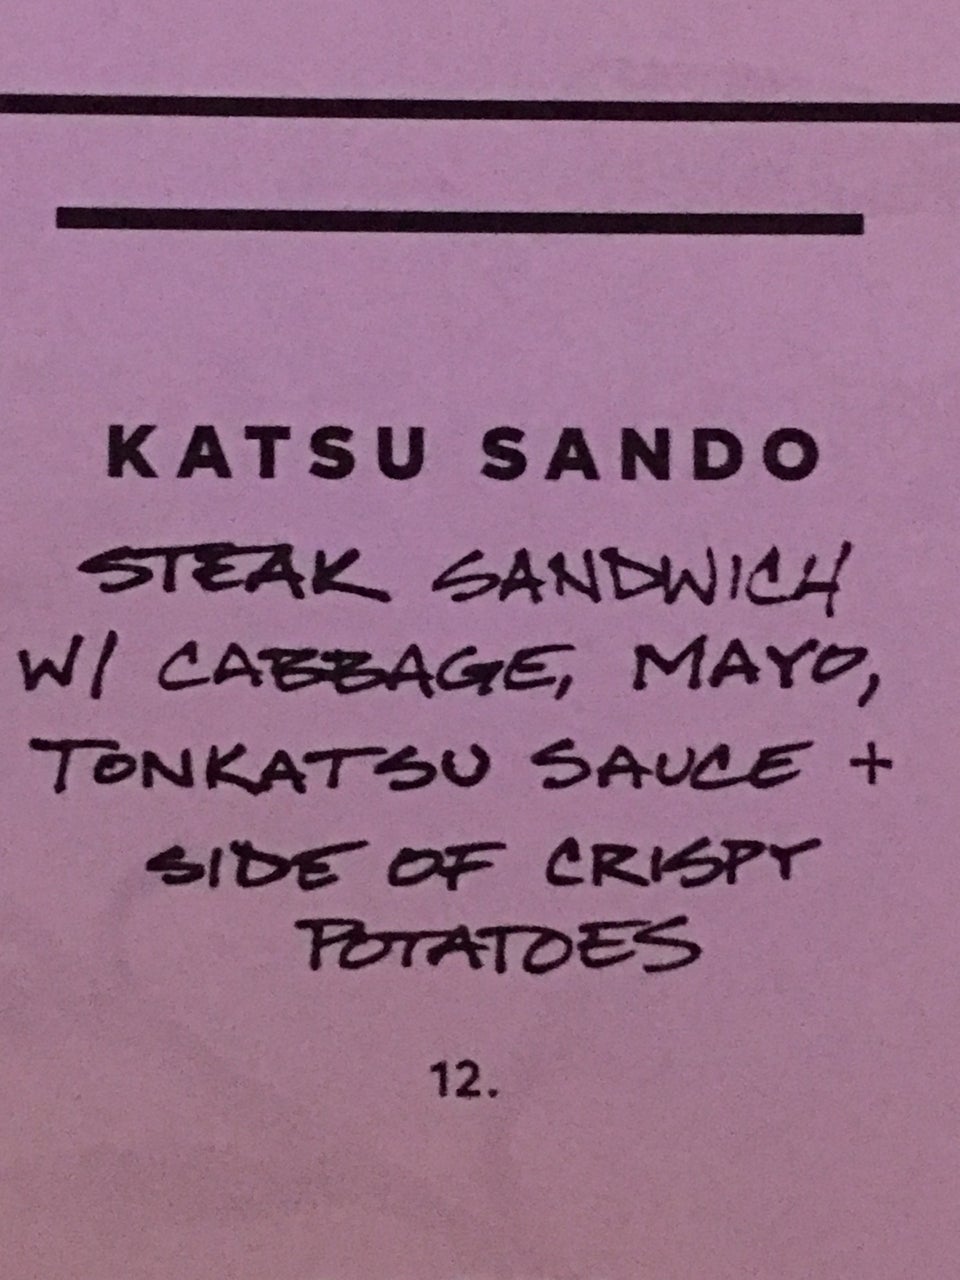 KATSU SANDO
STEAK SANDWICH
W/ CABBAGE, MAYO,
TONKATSU SAUCE +
SIDE OF CRISPY
POTATOES
12.